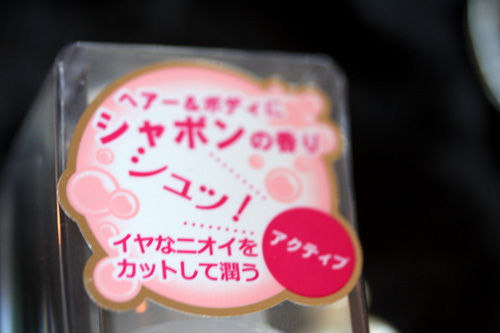 ヘアー&ボディに
シャボンの香り
シュッ!
イヤなニオイを
カットして潤う
アクティブ